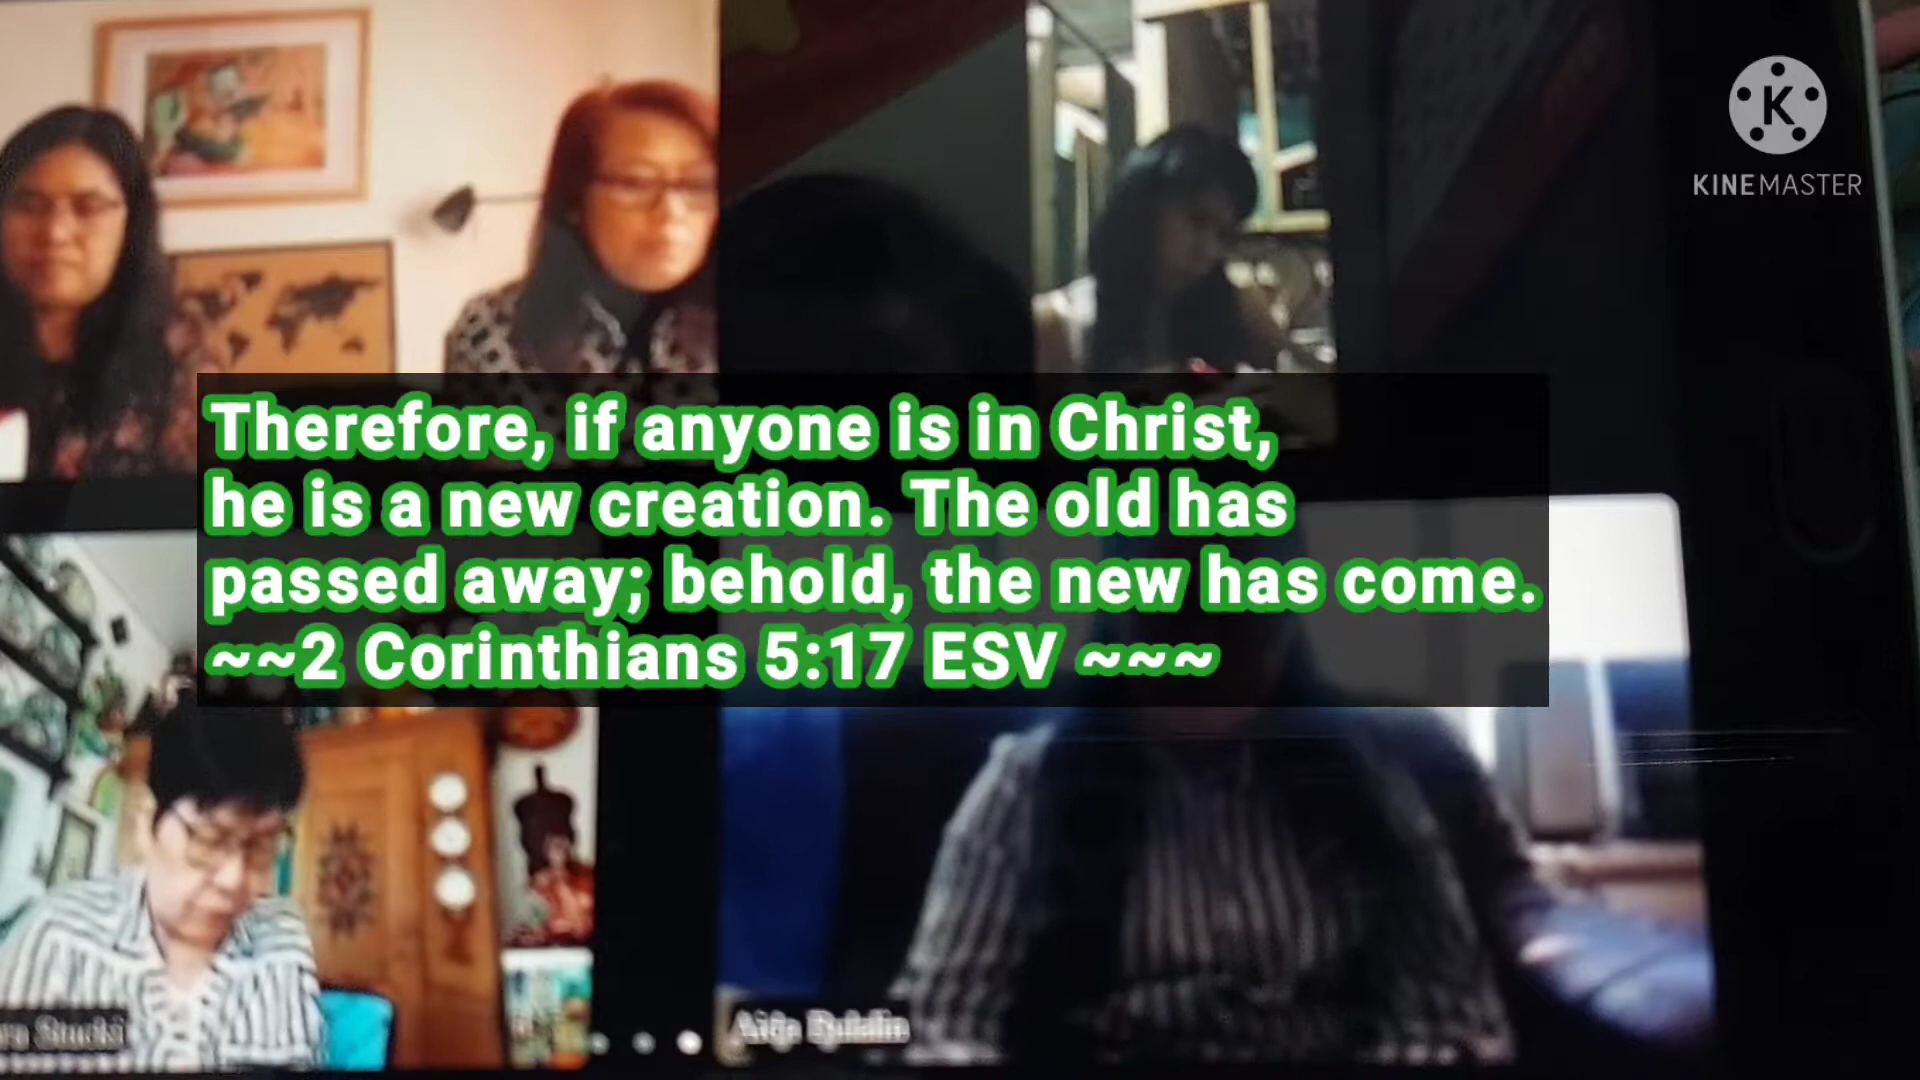 K
KINEMASTER
Therefore, if anyone is in Christ,
he is a new creation. The old has
passed away; behold, the new has come.
~~2 Corinthians 5:17 ESV ~~~